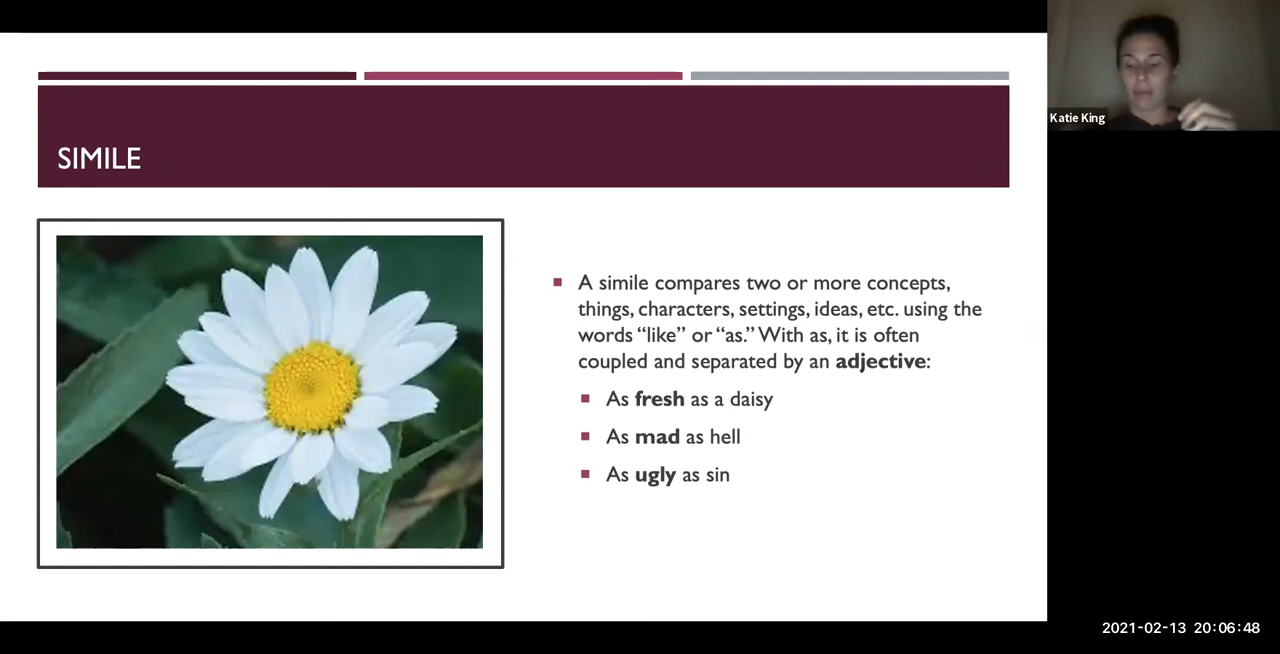 SIMILE
A simile compares two or more concepts,
things, characters, settings, ideas, etc. using the
words “like” or “as.” With as, it is often
coupled and separated by an adjective:
As fresh as a daisy
As mad as hell
As ugly as sin
Katie King
2021-02-13 20:06:48